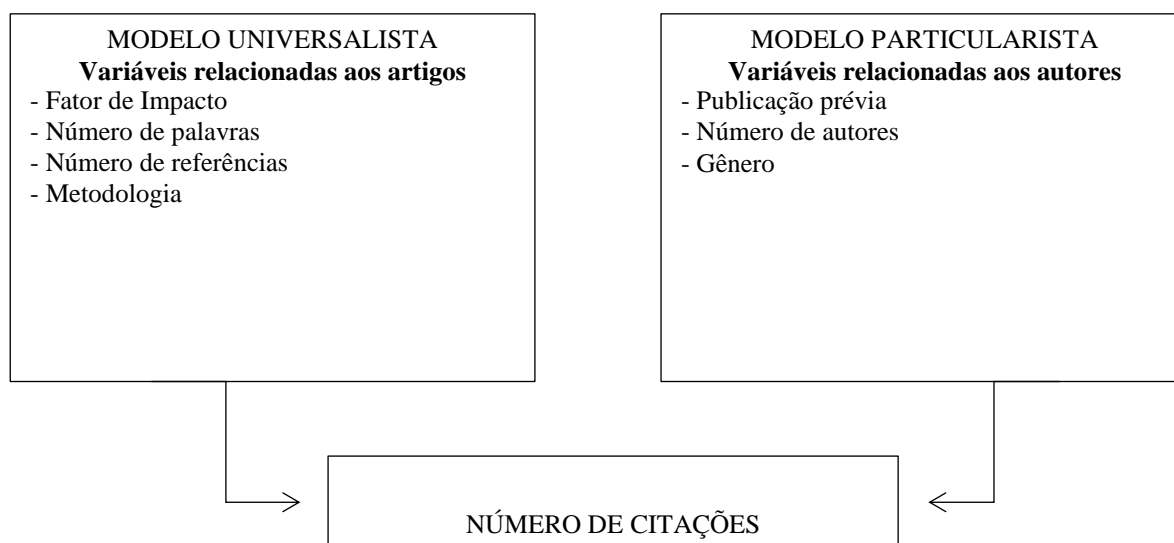 MODELO UNIVERSALISTA
Variáveis relacionadas aos artigos
- Fator de Impacto
- Número de palavras
- Número de referências
- Metodologia
MODELO PARTICULARISTA
Variáveis relacionadas aos autores
- Publicação prévia
- Número de autores
- Gênero
NÚMERO DE CITAÇÕES